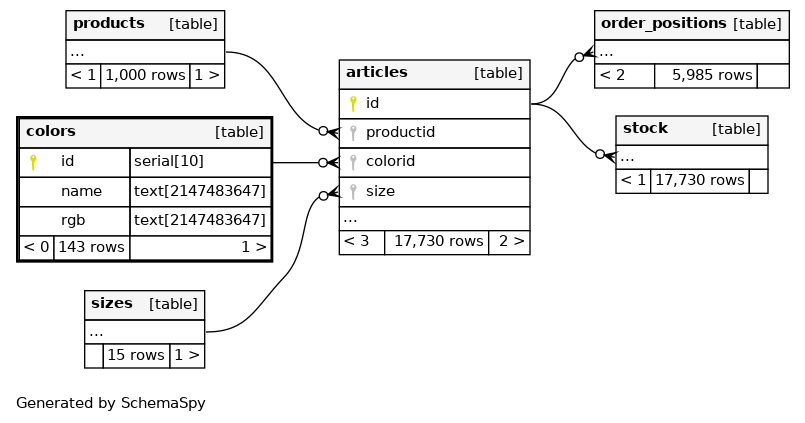 products [table]
...
< 1 1,000 rows 1 >
colors [table]
id serial[10]
name text[2147483647]
rgb text[2147483647]
< 0 143 rows 1 >
sizes [table]
...
15 rows 1 >
articles [table]
id
productid
colorid
size
...
< 3 17,730 rows 2 >
order_positions [table]
...
< 2 5,985 rows
stock [table]
...
< 1 17,730 rows
Generated by SchemaSpy